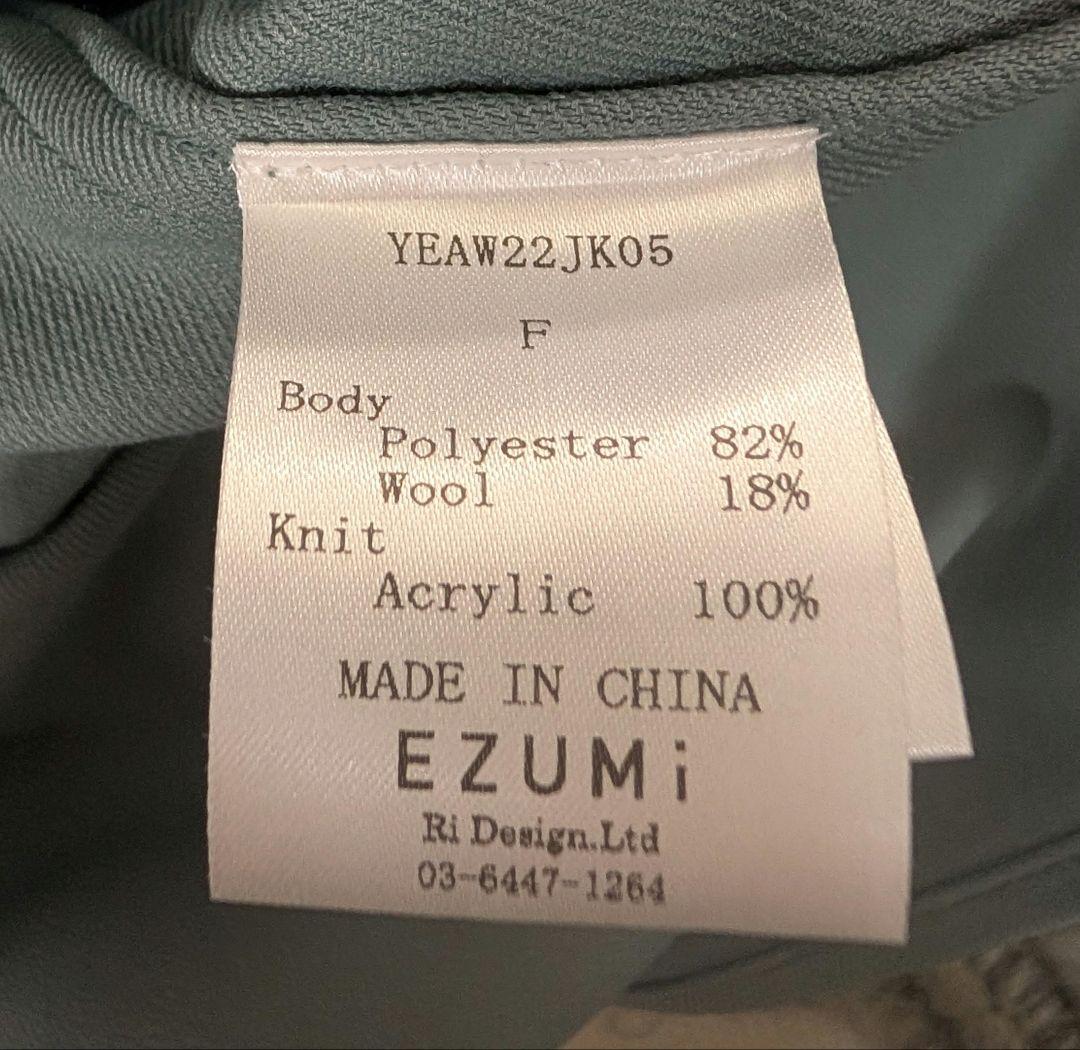 YEAW22JK05
F
Body
Polyester 82%
Wool 18%
Knit
Acrylic 100%
MADE IN CHINA
EZUMi
Ri Design.Ltd
03-6447-1264